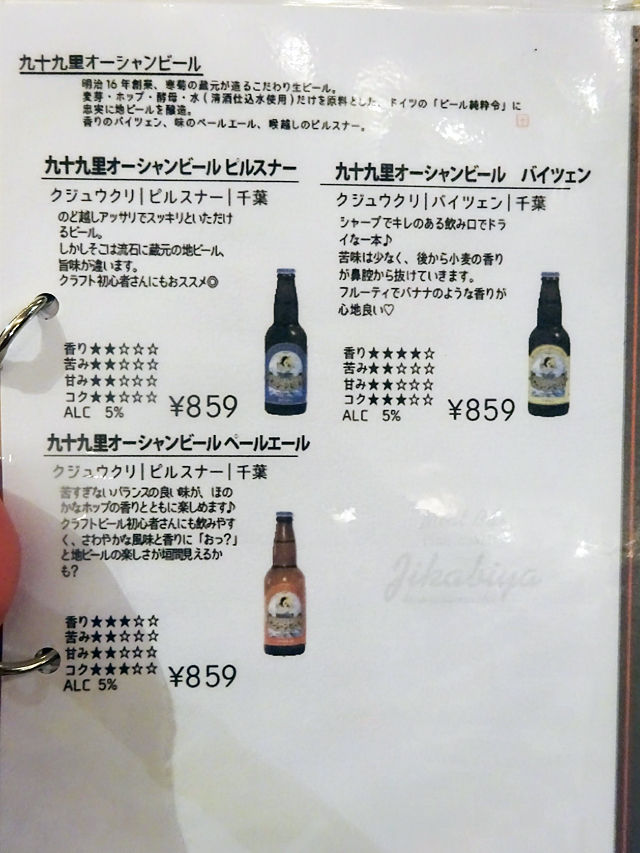 九十九里オーシャンビール
明治16年創業、寒菊の蔵元が造るこだわり生ビール。
麦芽・ホップ・酵母・水(清酒仕込水使用)だけを原料とした、ドイツの「ビール純粋令」に
忠実に地ビールを醸造。
香りのバイツェン、味のペールエール、喉越しのピルスナー。
九十九里オーシャンビール ピルスナー
クジュウクリ|ピルスナー|千葉
のど越しアッサリでスッキリといただけ
るビール。
しかしそこは流石に蔵元の地ビール、
旨味が違います。
クラフト初心者さんにもおススメ◎
香り★★☆☆☆
苦み★★☆☆☆
甘み★★☆☆☆
コク★★☆☆☆
ALC 5%
¥859
九十九里オーシャンビール バイツェン
クジュウクリ|バイツェン|千葉
シャープでキレのある飲み口でドラ
イな一本♪
苦味は少なく、後から小麦の香り
が鼻腔から抜けていきます。
フルーティでバナナのような香りが
心地良い♡
香り★★★★☆
苦み★★☆☆☆
甘み★★☆☆☆
コク★★★☆☆
ALC 5%
¥859
九十九里オーシャンビール ペールエール
クジュウクリ|ピルスナー|千葉
苦すぎないバランスの良い味が、ほの
かなホップの香りとともに楽しめます♪
クラフトビール初心者さんにも飲みやす
く、さわやかな風味と香りに「おっ?」
と地ビールの楽しさが垣間見えるか
も?
香り★★★☆☆
苦み★★☆☆☆
甘み★★☆☆☆
コク★★★☆☆
ALC 5%
¥859
Jikabiya